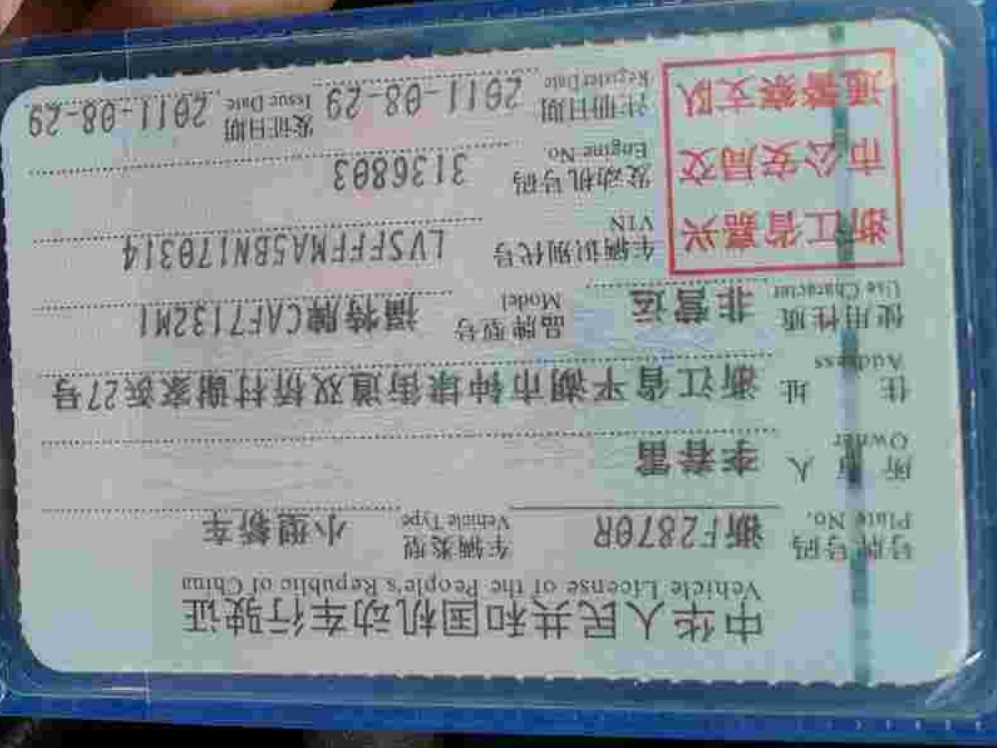 中华人民共和国机动车行驶证
Vehicle License of the People's Republic of China
号牌号码 浙F2870R 车辆类型 小型轿车
Plate No. Vehicle Type
所有人 李春雷
Owner
住址 浙江省平湖市钟埭街道双桥村谢家浜27号
Address
使用性质 非营运 品牌型号 福特牌CAF7132M1
Use Character Model
浙江省嘉兴
市公安局交
通警察支队
车辆识别代号 LVSFFFMA5BN170314
VIN
发动机号码 3136803
Engine No.
注册日期 2011-08-29 发证日期 2011-08-29
Register Date Issue Date